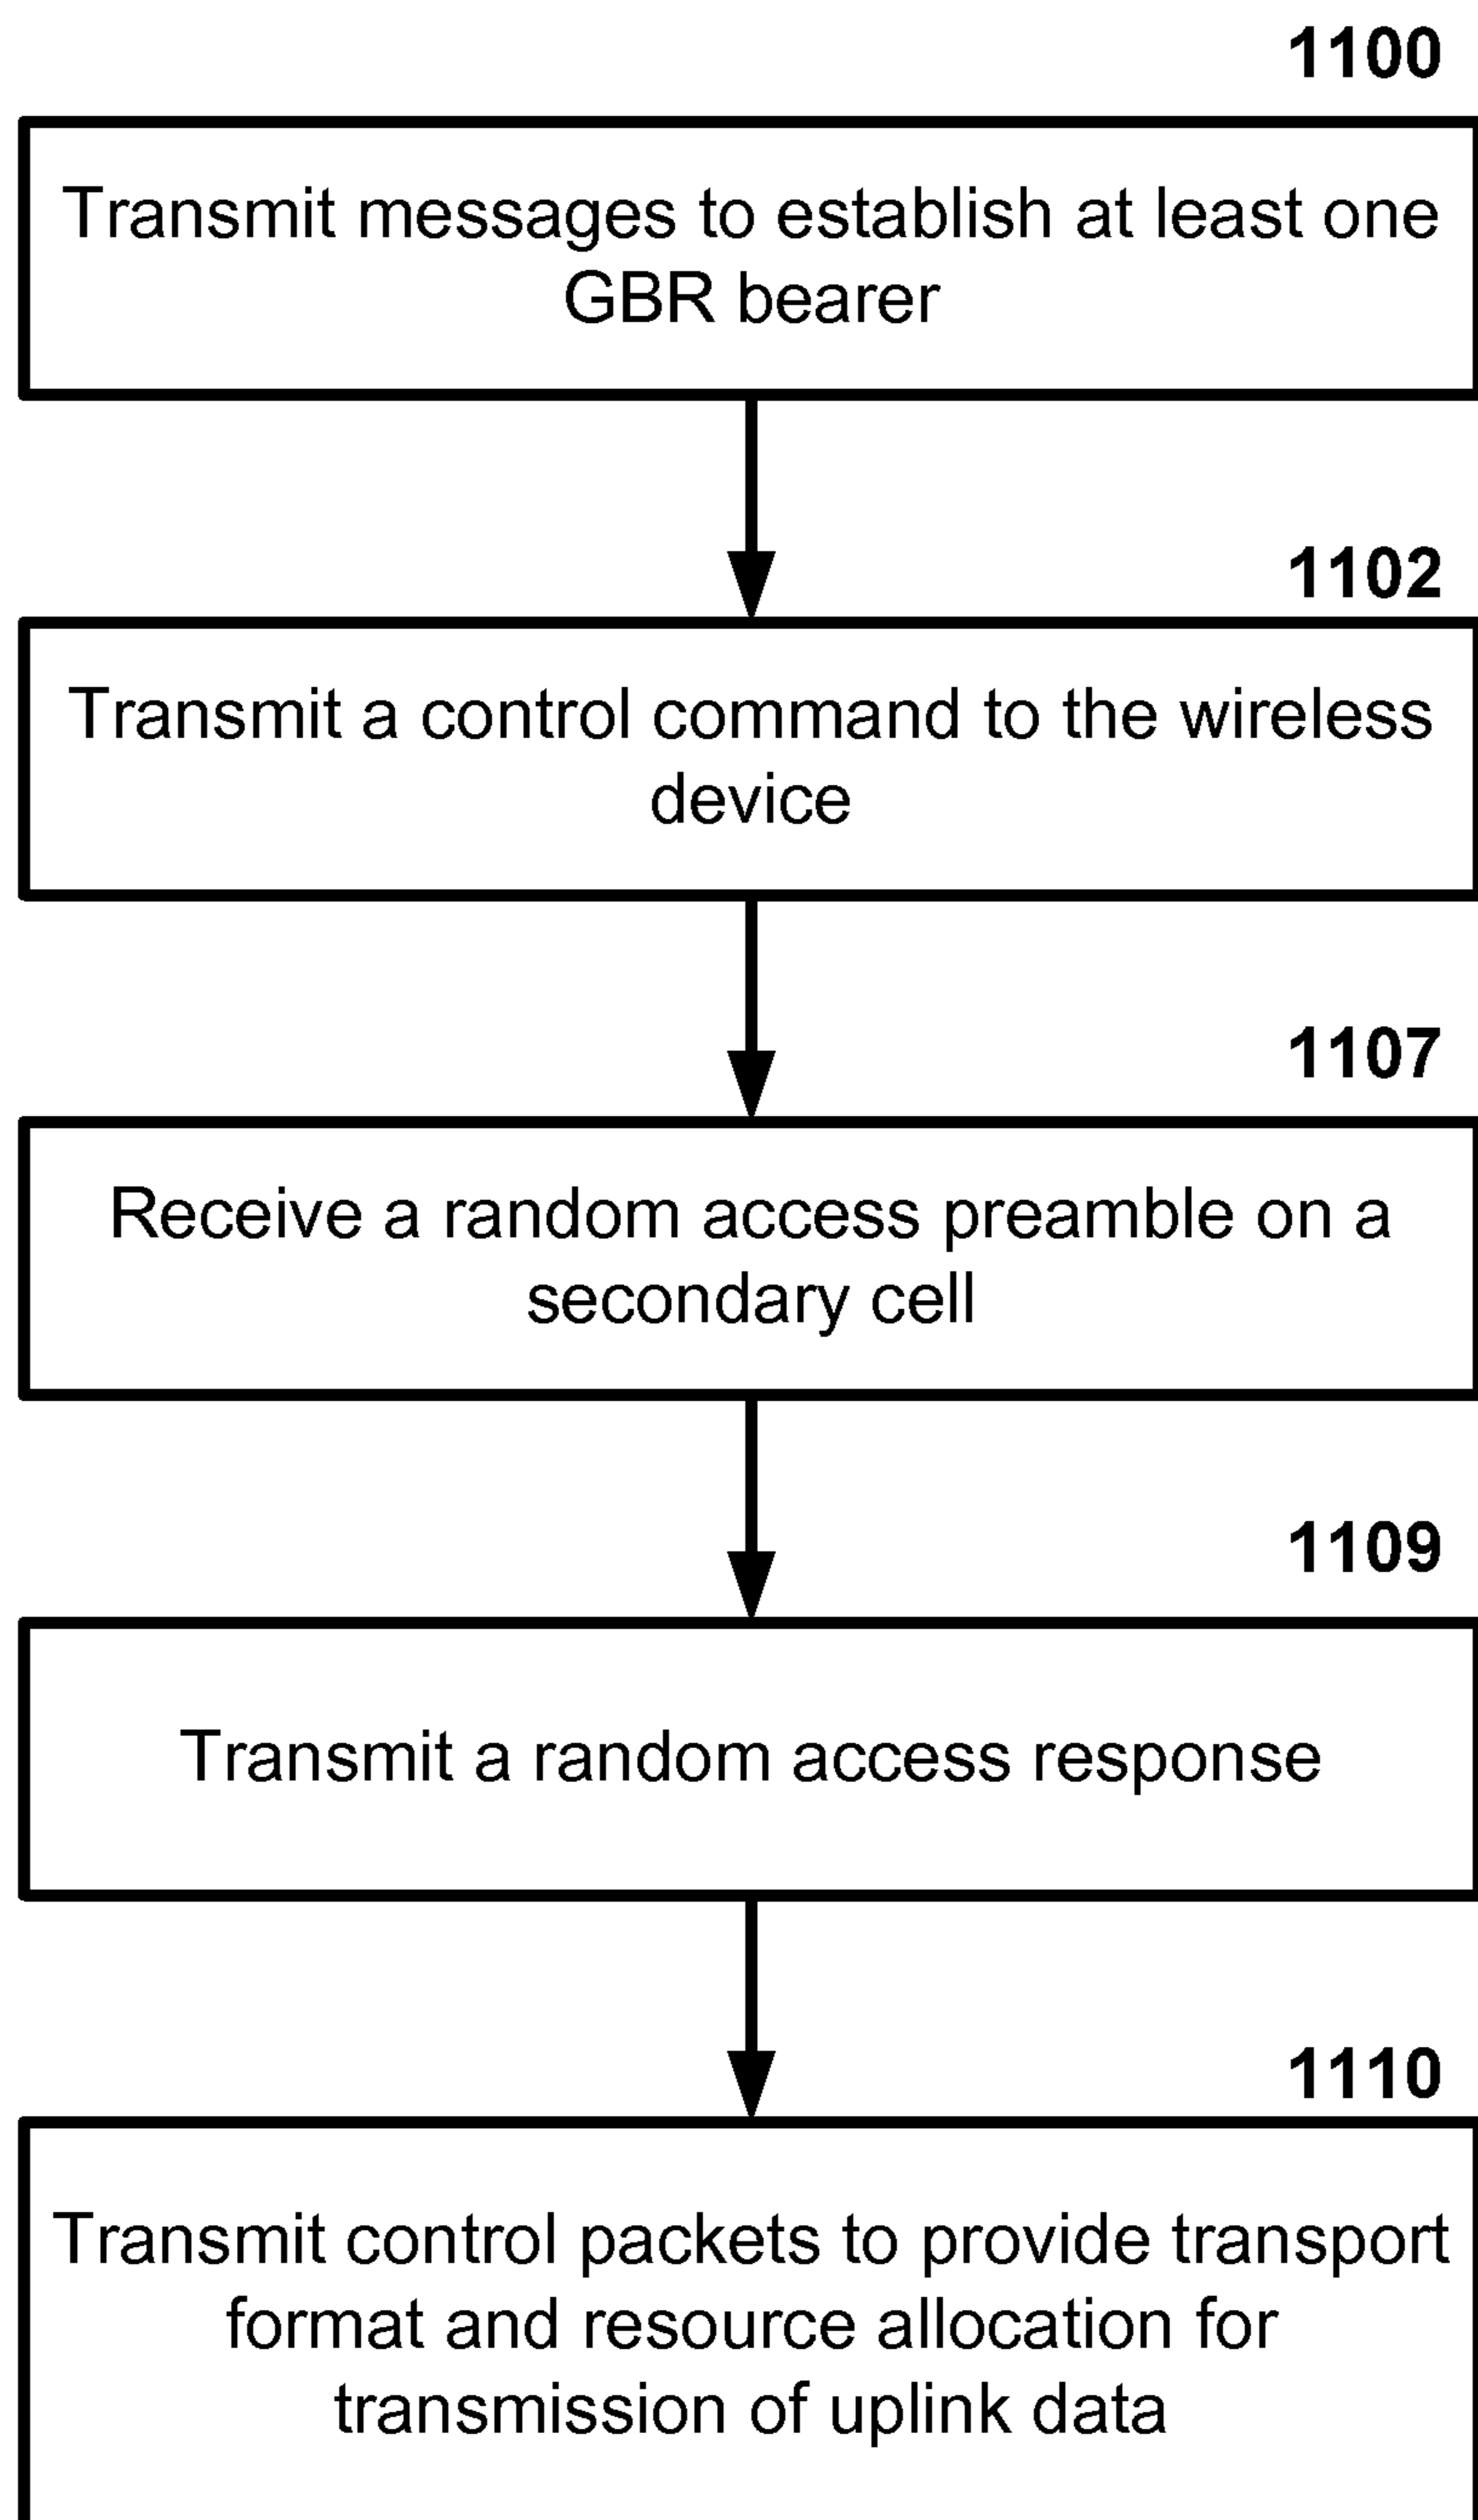 1100
Transmit messages to establish at least one
GBR bearer
1102
Transmit a control command to the wireless
device
1107
Receive a random access preamble on a
secondary cell
1109
Transmit a random access response
1110
Transmit control packets to provide transport
format and resource allocation for
transmission of uplink data